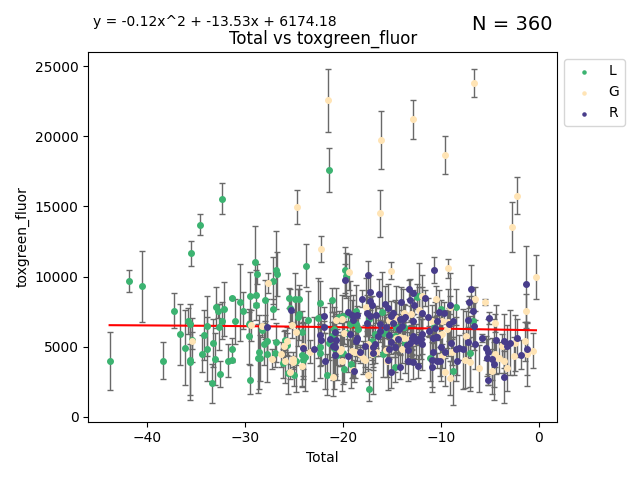 y = -0.12x^2 + -13.53x + 6174.18
N = 360
Total vs toxgreen_fluor
25000
20000
15000
10000
5000
0
toxgreen_fluor
−40
−30
−20
−10
0
Total
L
G
R